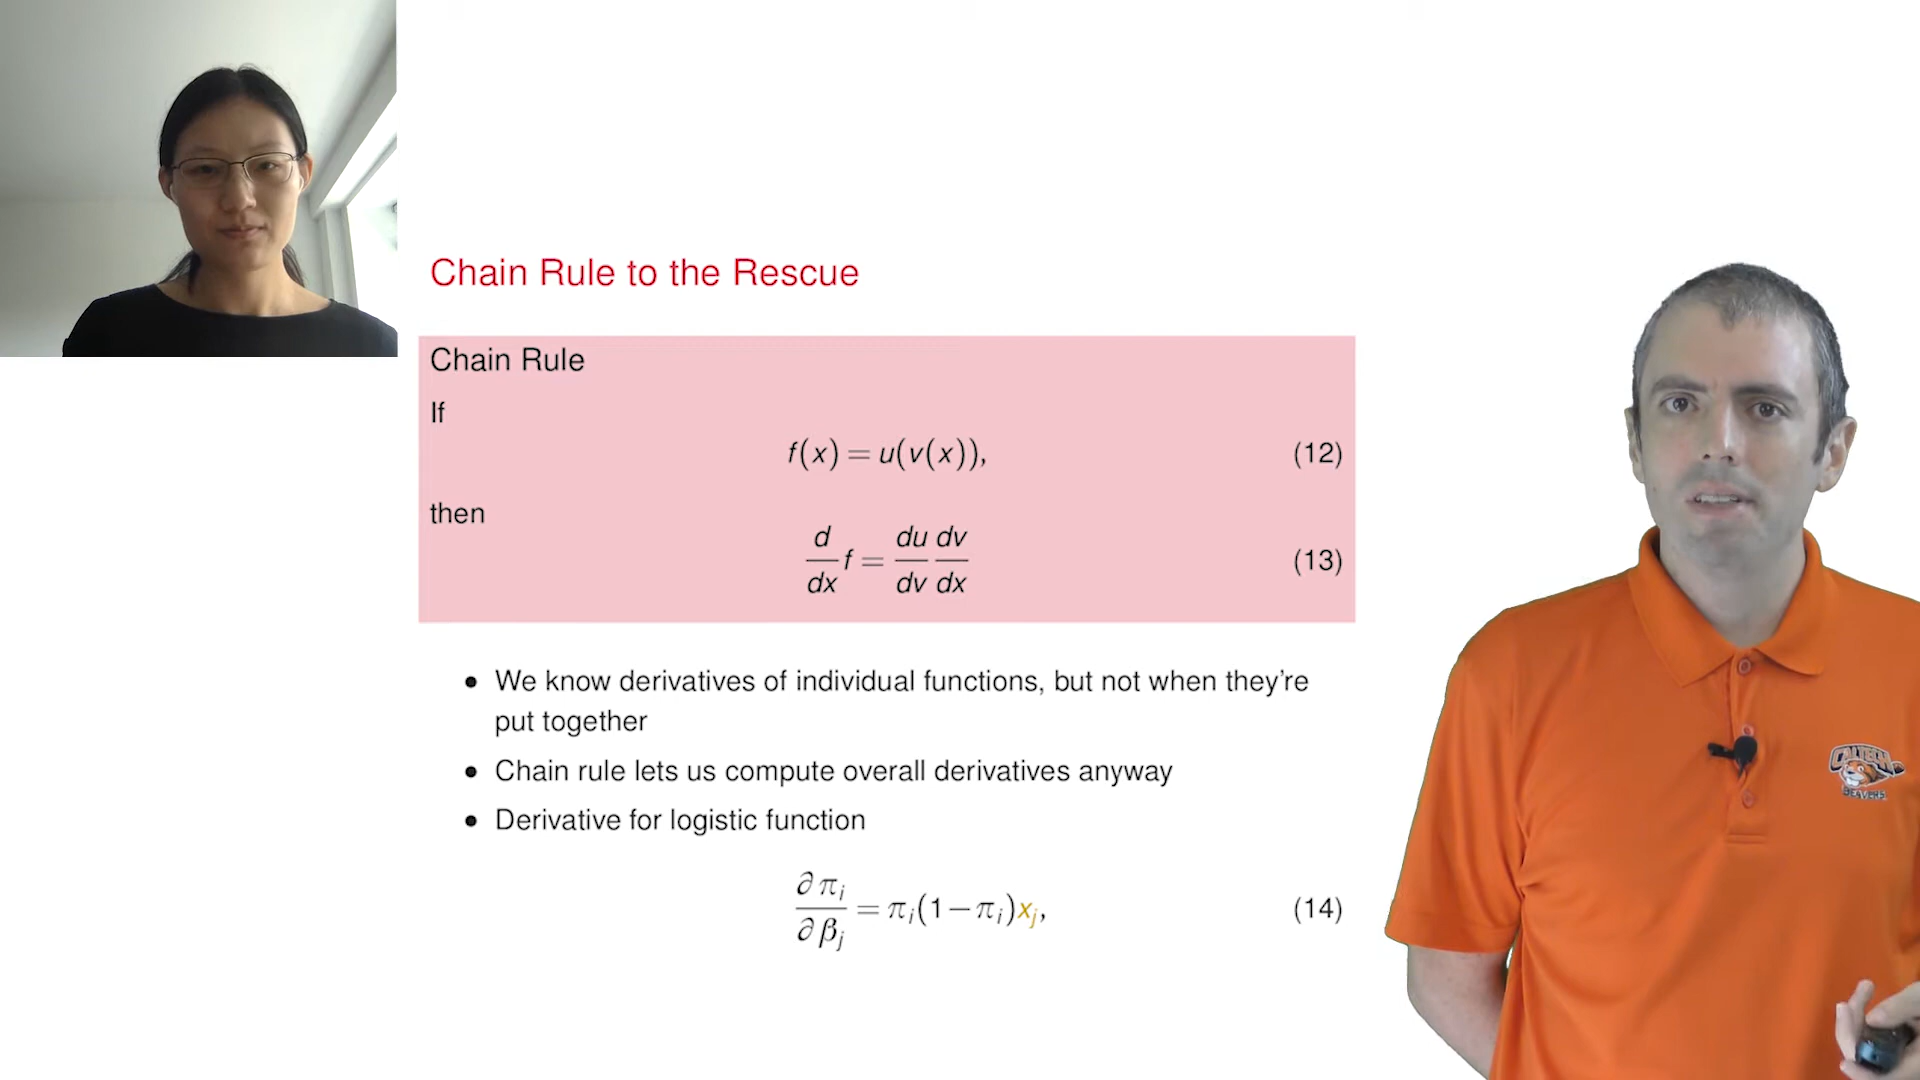 Chain Rule to the Rescue
Chain Rule
If
f(x) = u(v(x)), (12)
then
d/dx f = du/dv dv/dx (13)
• We know derivatives of individual functions, but not when they're
put together
• Chain rule lets us compute overall derivatives anyway
• Derivative for logistic function
∂π_i/∂β_j = π_i(1−π_i)x_j, (14)
CALTECH
BEAVERS